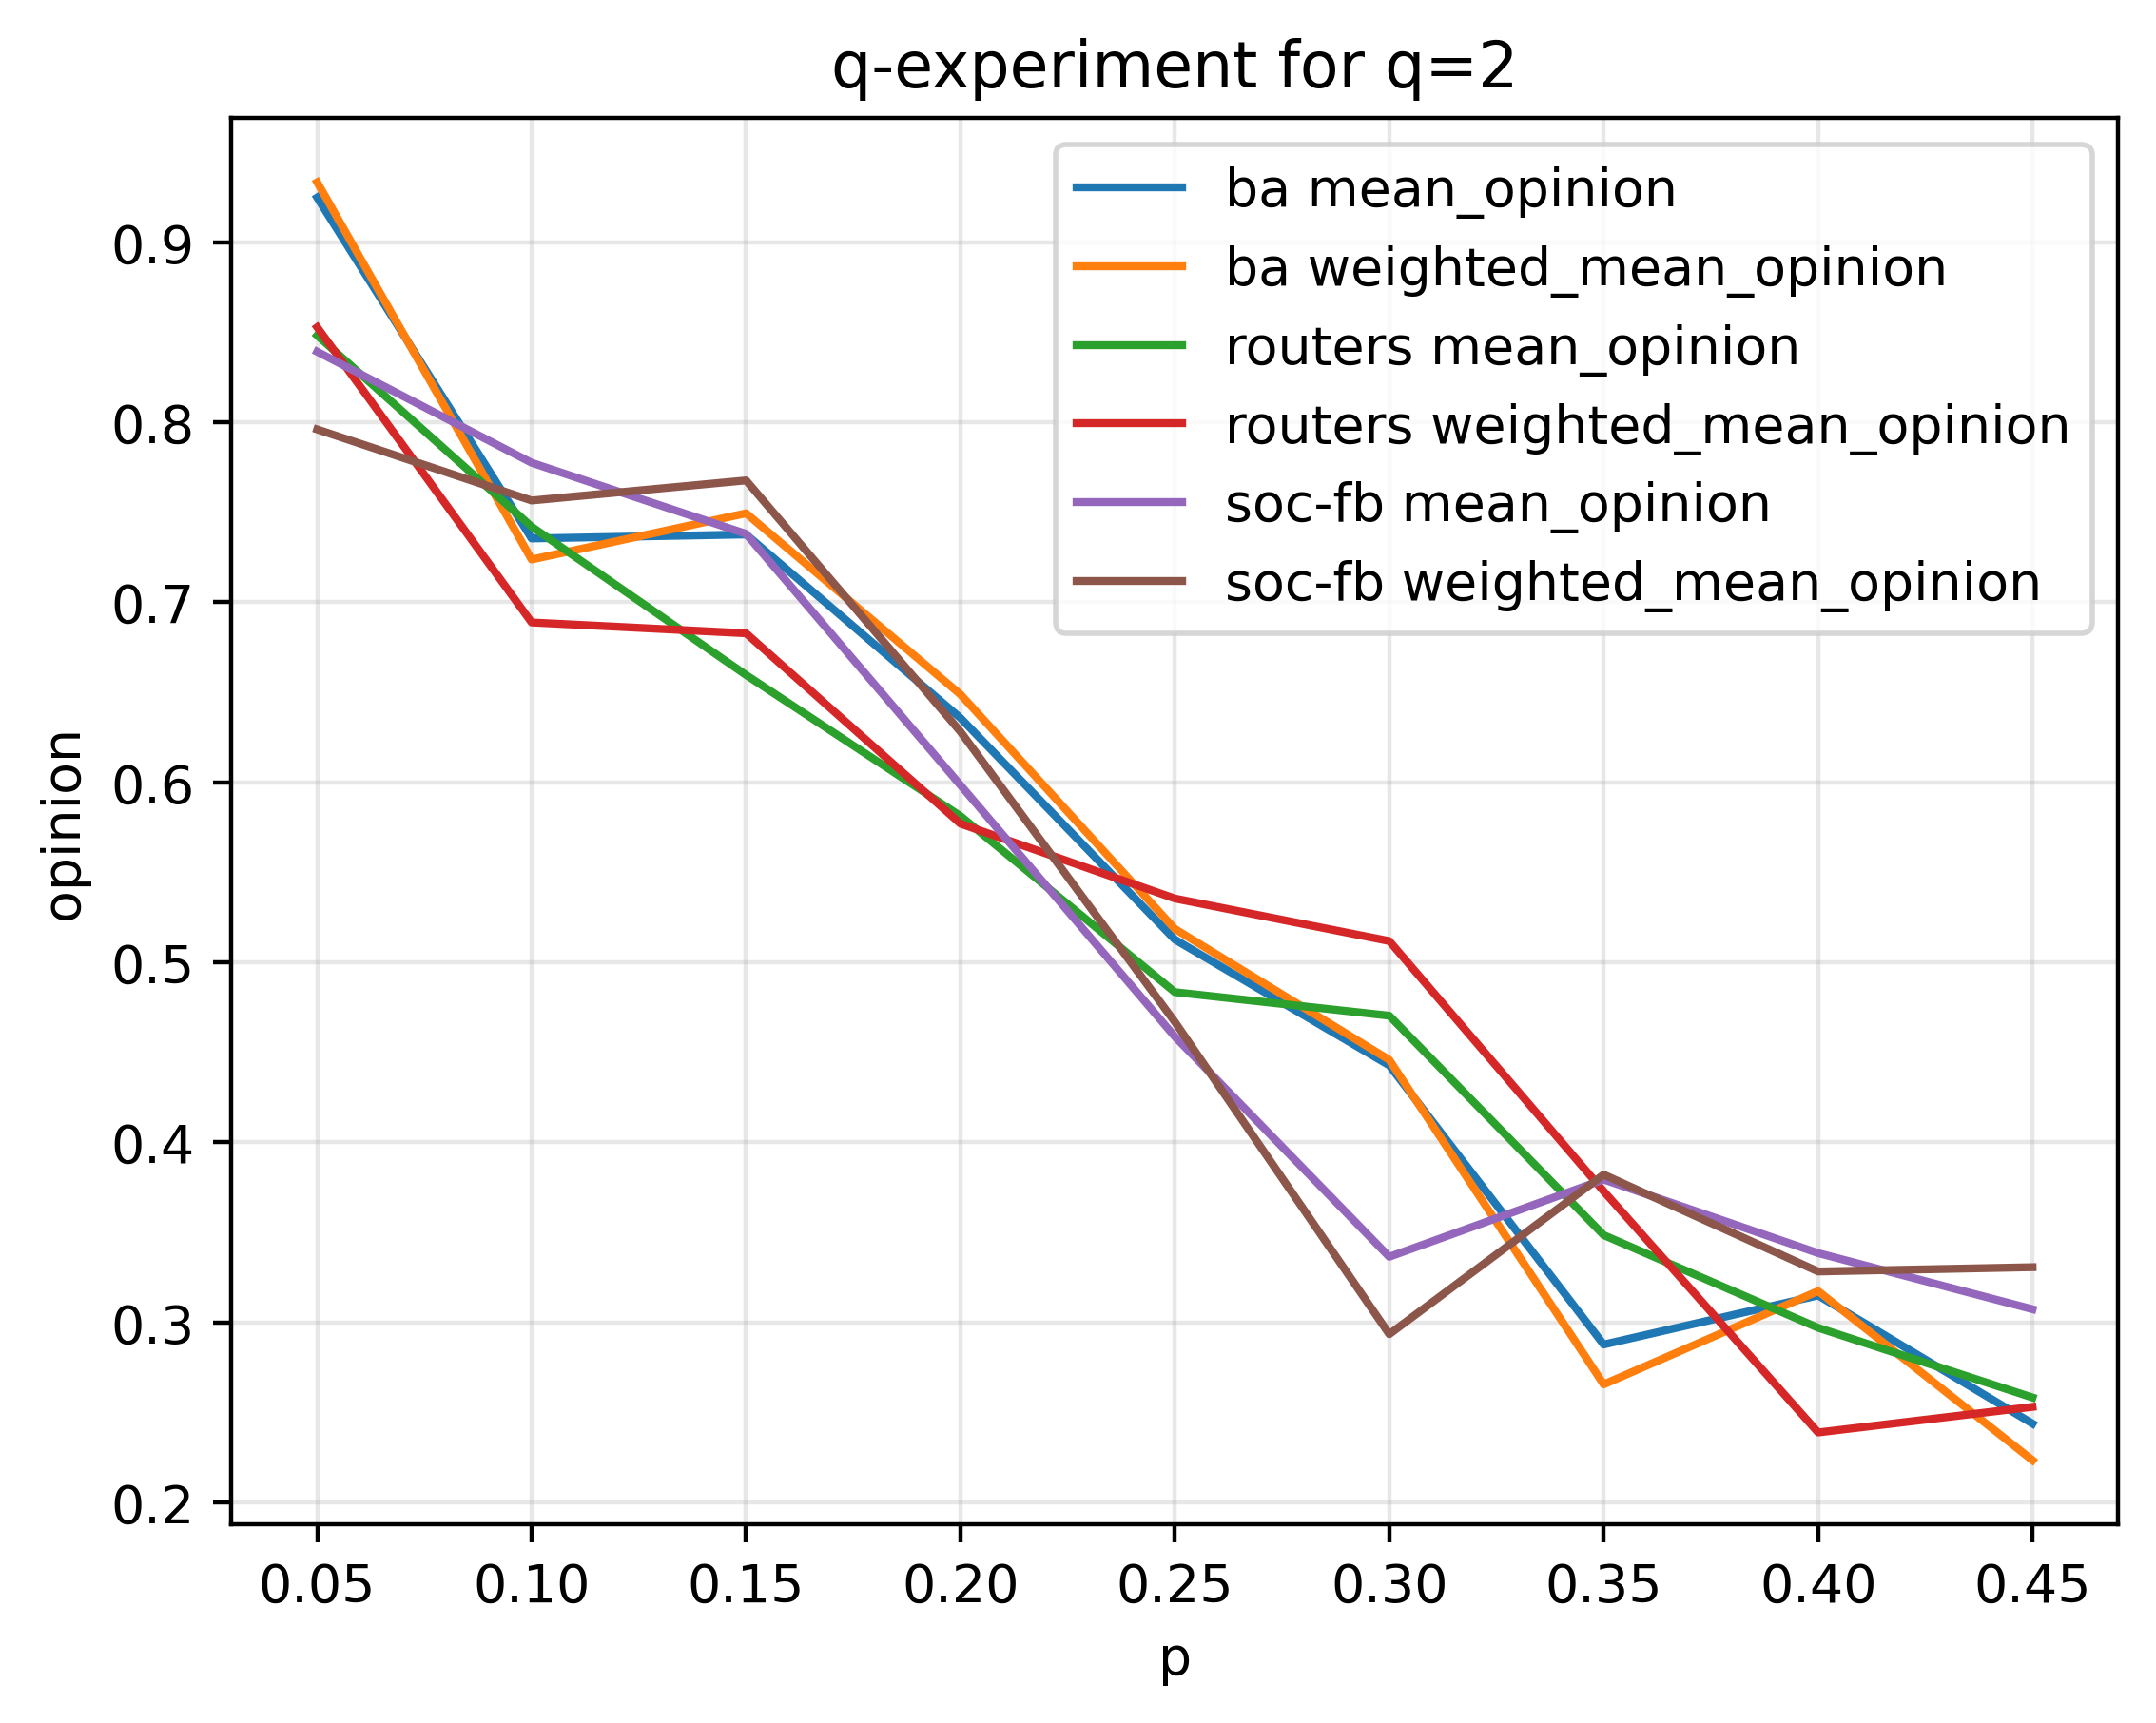 q-experiment for q=2
ba mean_opinion
ba weighted_mean_opinion
routers mean_opinion
routers weighted_mean_opinion
soc-fb mean_opinion
soc-fb weighted_mean_opinion
opinion
0.9
0.8
0.7
0.6
0.5
0.4
0.3
0.2
0.05 0.10 0.15 0.20 0.25 0.30 0.35 0.40 0.45
p